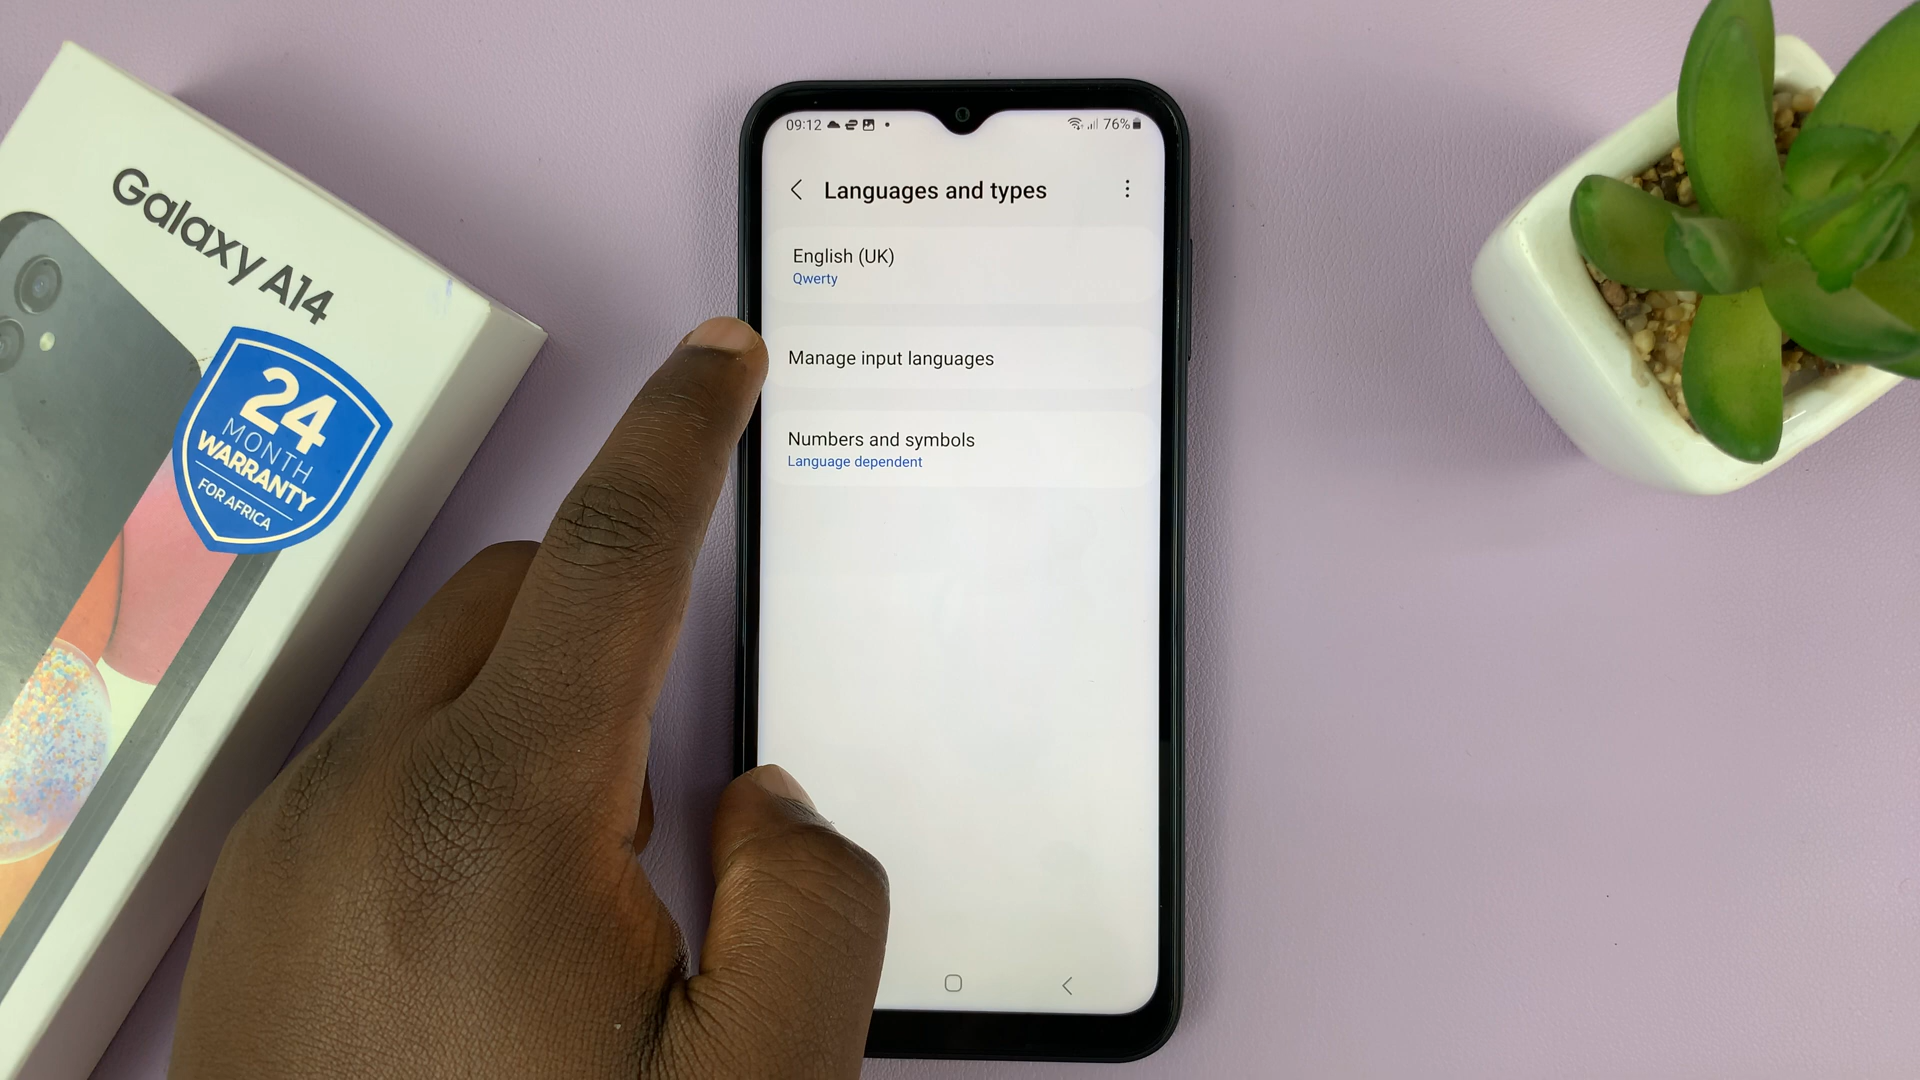 Galaxy A14
24
MONTH
WARRANTY
FOR AFRICA
09:12
76%
Languages and types
English (UK)
Qwerty
Manage input languages
Numbers and symbols
Language dependent